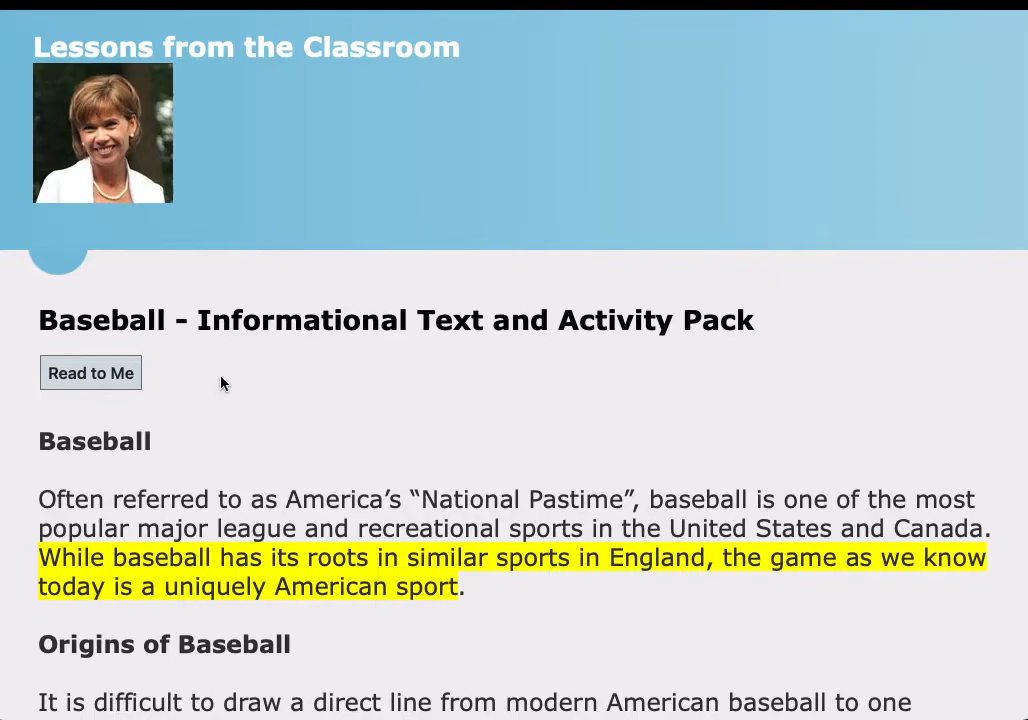 Lessons from the Classroom
Baseball - Informational Text and Activity Pack
Read to Me
Baseball
Often referred to as America’s “National Pastime”, baseball is one of the most
popular major league and recreational sports in the United States and Canada.
While baseball has its roots in similar sports in England, the game as we know
today is a uniquely American sport.
Origins of Baseball
It is difficult to draw a direct line from modern American baseball to one